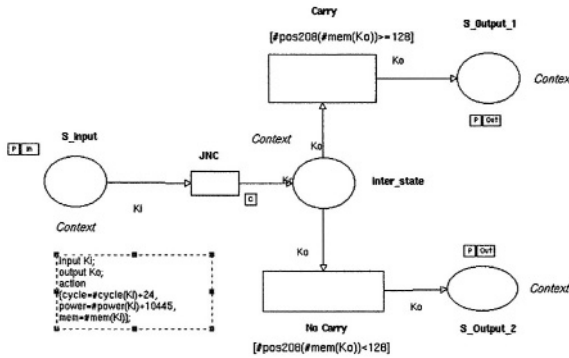 Carry
[#pos208(#mem(Ko))>=128]
S_Output_1
Ko
Context
P Out
Context
Ko
S_Input
P In
JNC
Ko
Inter_state
Ki
C
Context
Ko
input Ki;
output Ko;
action
{cycle=#cycle(Ki)+24,
power=#power(Ki)+10445,
mem=#mem(Ki)};
P Out
Ko
Context
No Carry
S_Output_2
[#pos208(#mem(Ko))<128]